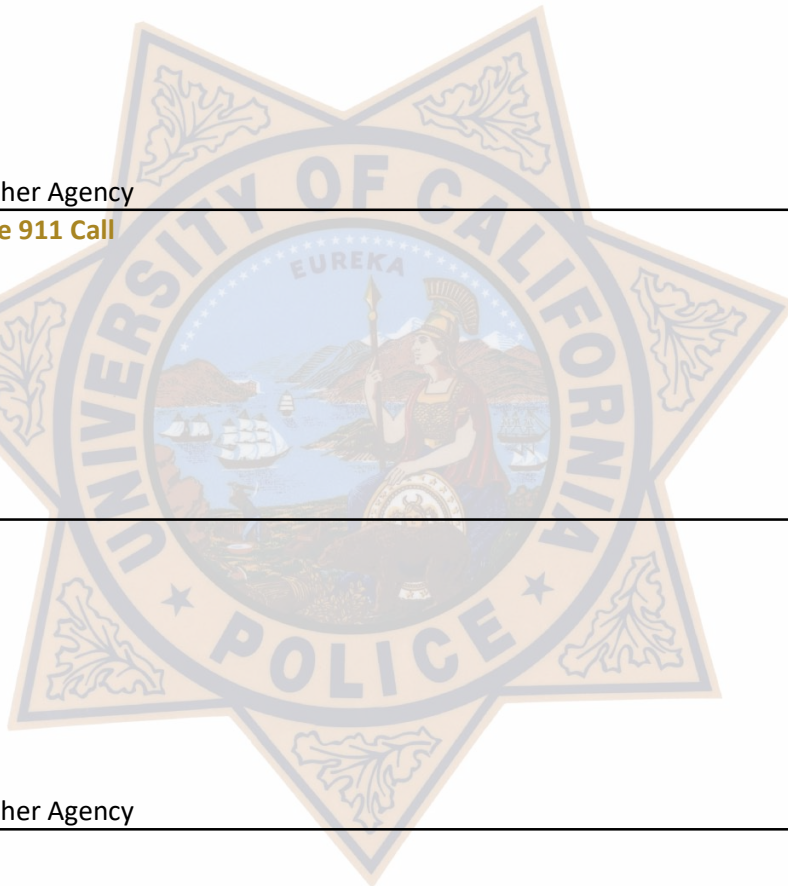 her Agency
e 911 Call
UNIVERSITY OF CALIFORNIA
EUREKA
POLICE
her Agency